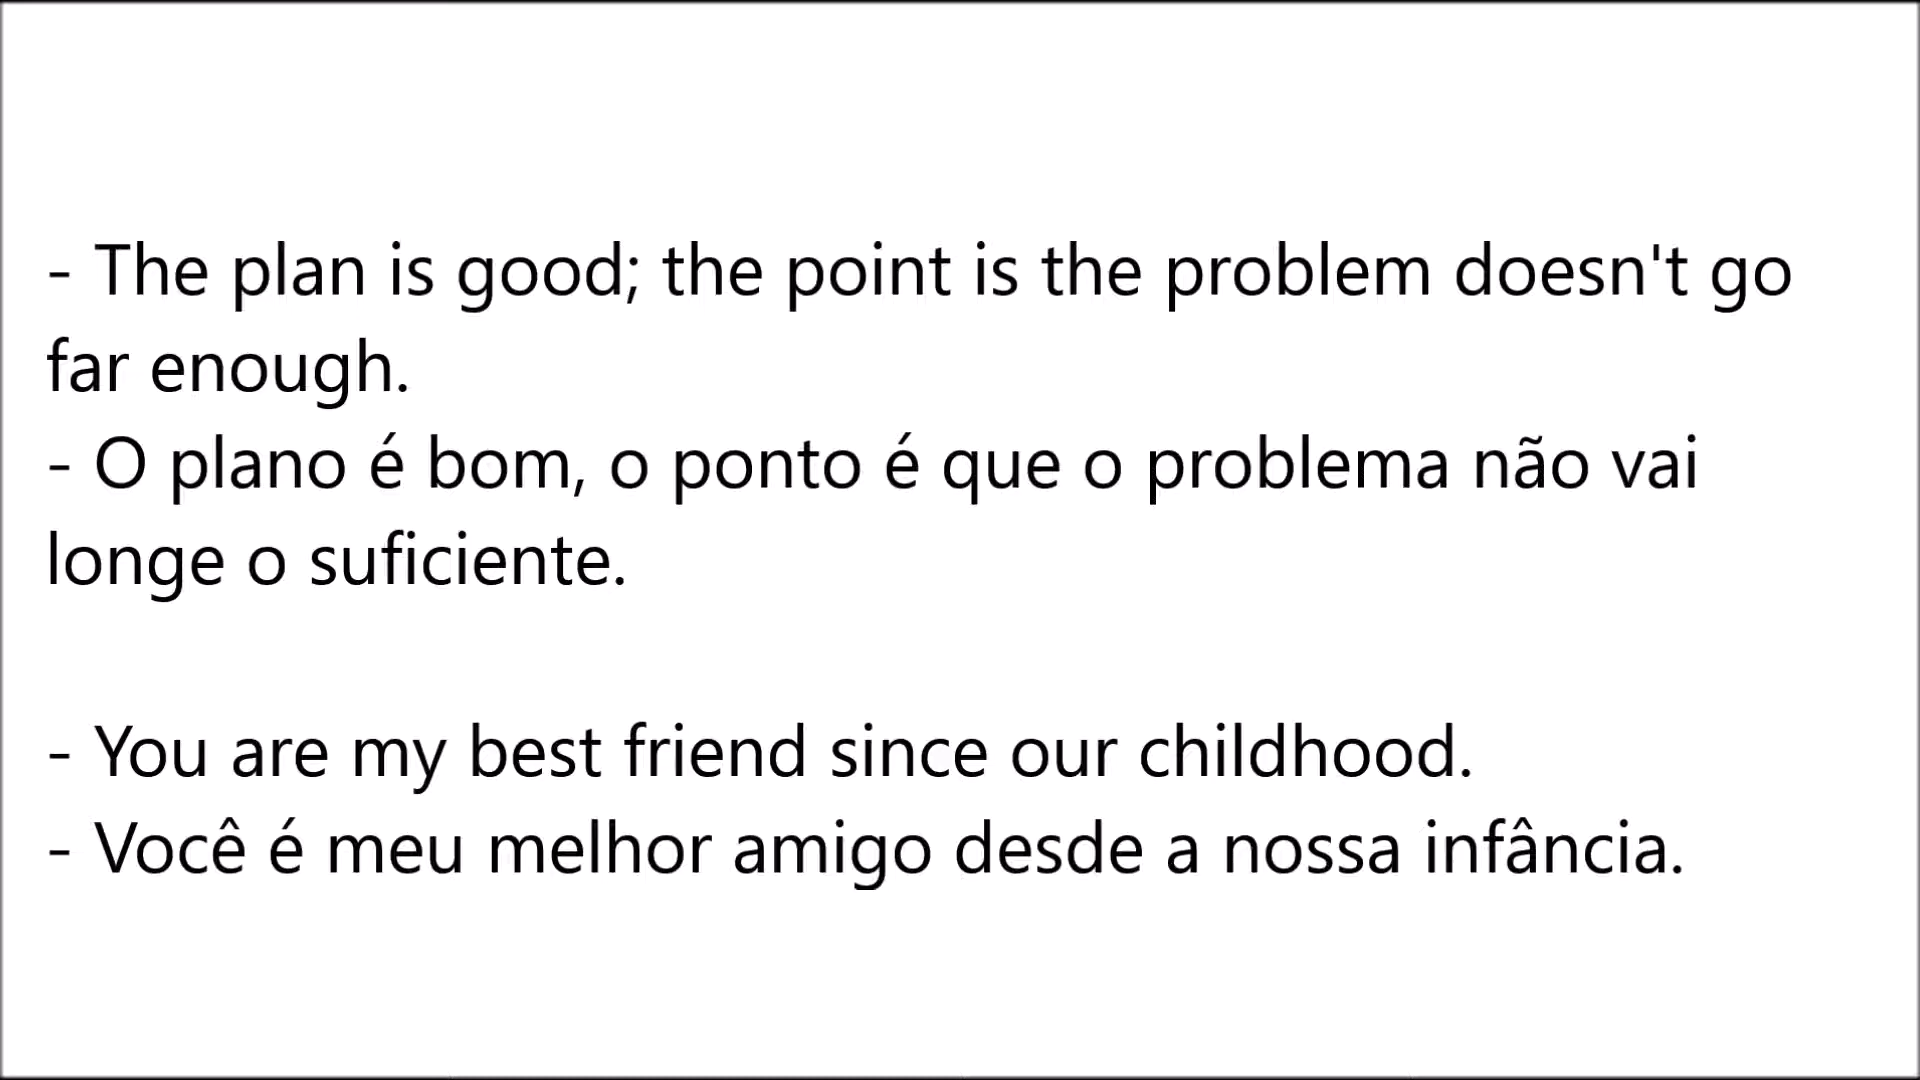 - The plan is good; the point is the problem doesn't go
far enough.
- O plano é bom, o ponto é que o problema não vai
longe o suficiente.
- You are my best friend since our childhood.
- Você é meu melhor amigo desde a nossa infância.